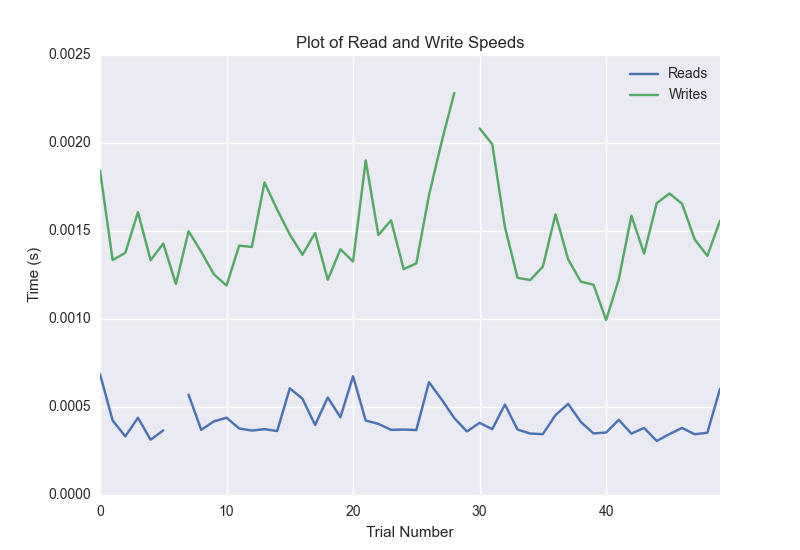 Plot of Read and Write Speeds
0.0025
0.0020
0.0015
0.0010
0.0005
0.0000
Time (s)
Reads
Writes
0 10 20 30 40
Trial Number